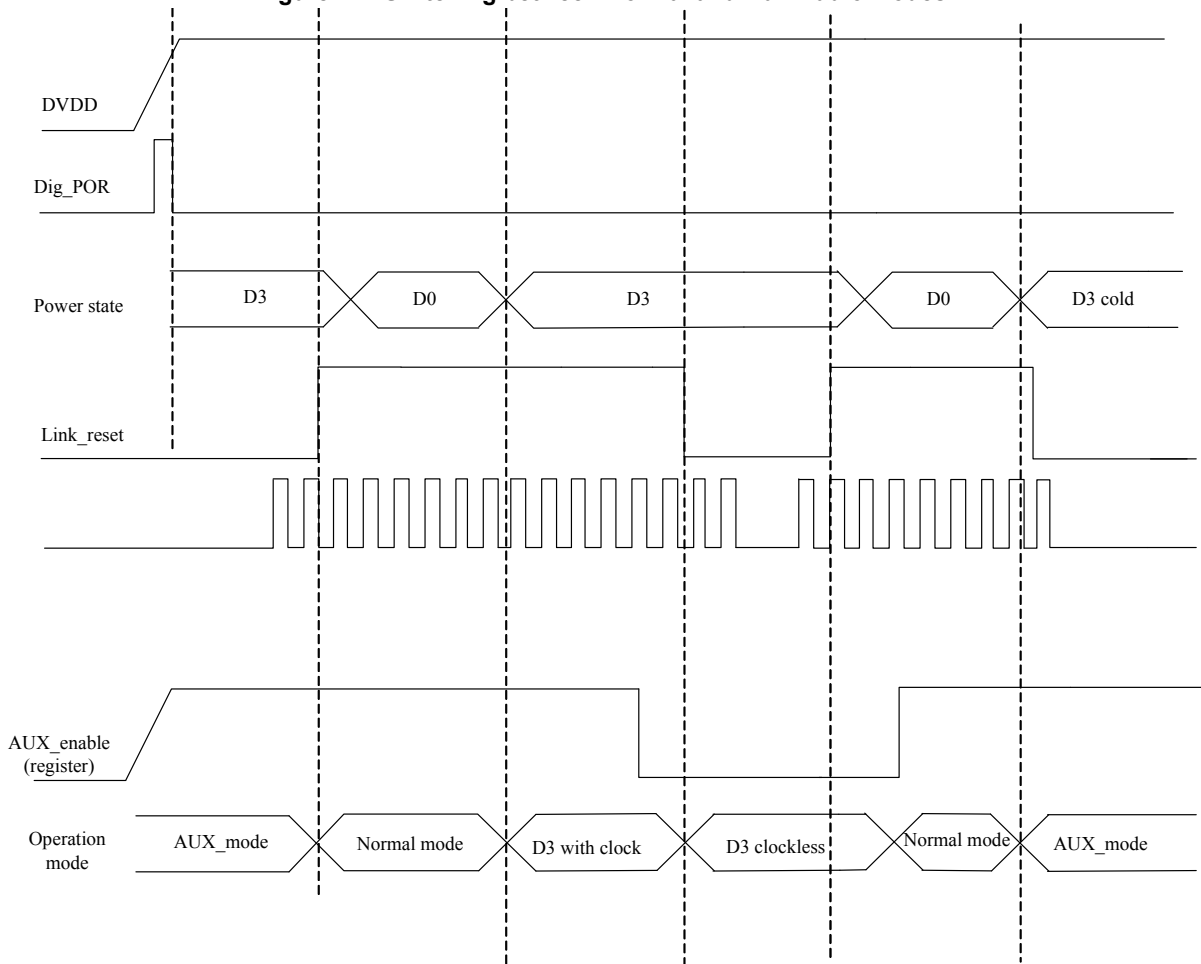 DVDD
Dig_POR
Power state
D3
D0
D3
D0
D3 cold
Link_reset
AUX_enable
(register)
Operation
mode
AUX_mode
Normal mode
D3 with clock
D3 clockless
Normal mode
AUX_mode